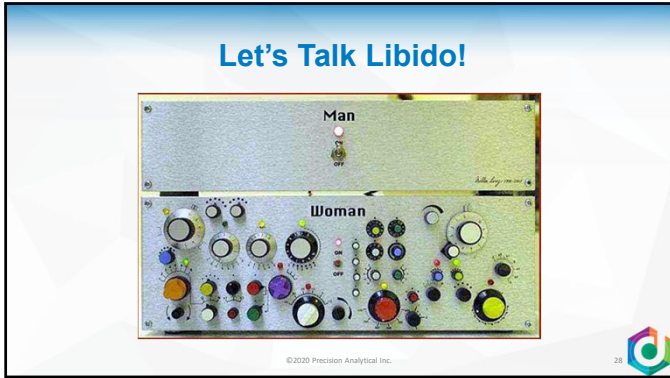 Let's Talk Libido!
Man
ON
OFF
Woman
ON
OFF
©2020 Precision Analytical Inc.
28